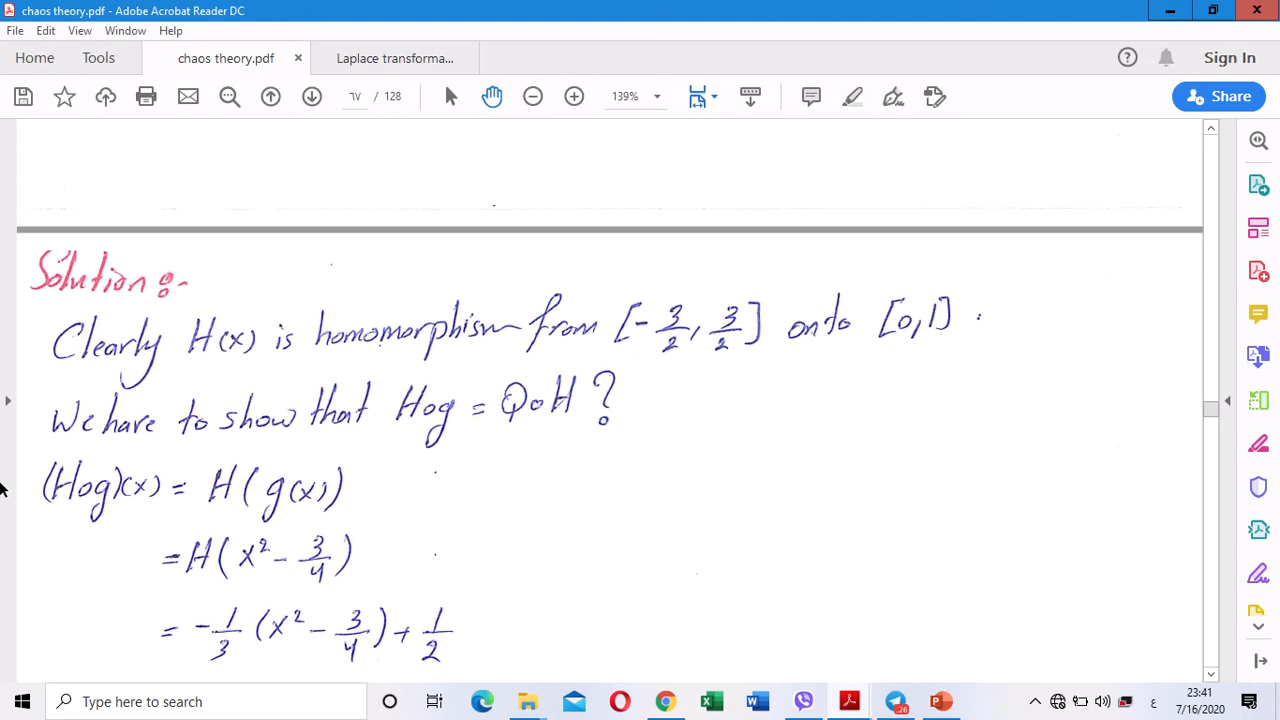 chaos theory.pdf - Adobe Acrobat Reader DC
File Edit View Window Help
Home Tools chaos theory.pdf × Laplace transforma...
Sign In
٦٧ / 128 139% Share
Solution :-
Clearly H(x) is homomorphism from [-3/2, 3/2] onto [0,1] .
We have to show that Hog = QoH ?
(Hog)(x) = H(g(x))
= H(x² - 3/4)
= -1/3 (x² - 3/4) + 1/2
Type here to search
26
ع
23:41
7/16/2020